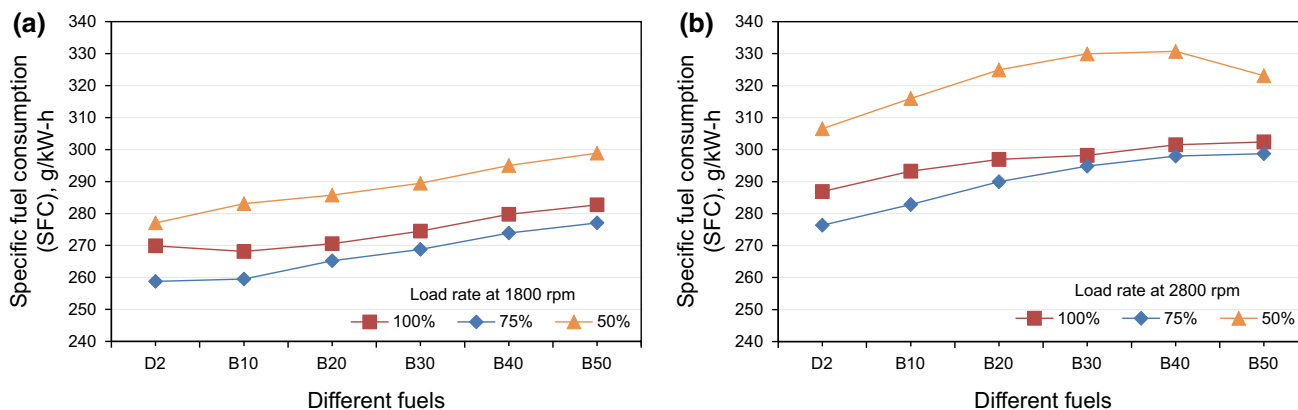 (a)
Specific fuel consumption
(SFC), g/kW-h
340
330
320
310
300
290
280
270
260
250
240
Load rate at 1800 rpm
100% 75% 50%
D2 B10 B20 B30 B40 B50
Different fuels
(b)
Specific fuel consumption
(SFC), g/kW-h
340
330
320
310
300
290
280
270
260
250
240
Load rate at 2800 rpm
100% 75% 50%
D2 B10 B20 B30 B40 B50
Different fuels